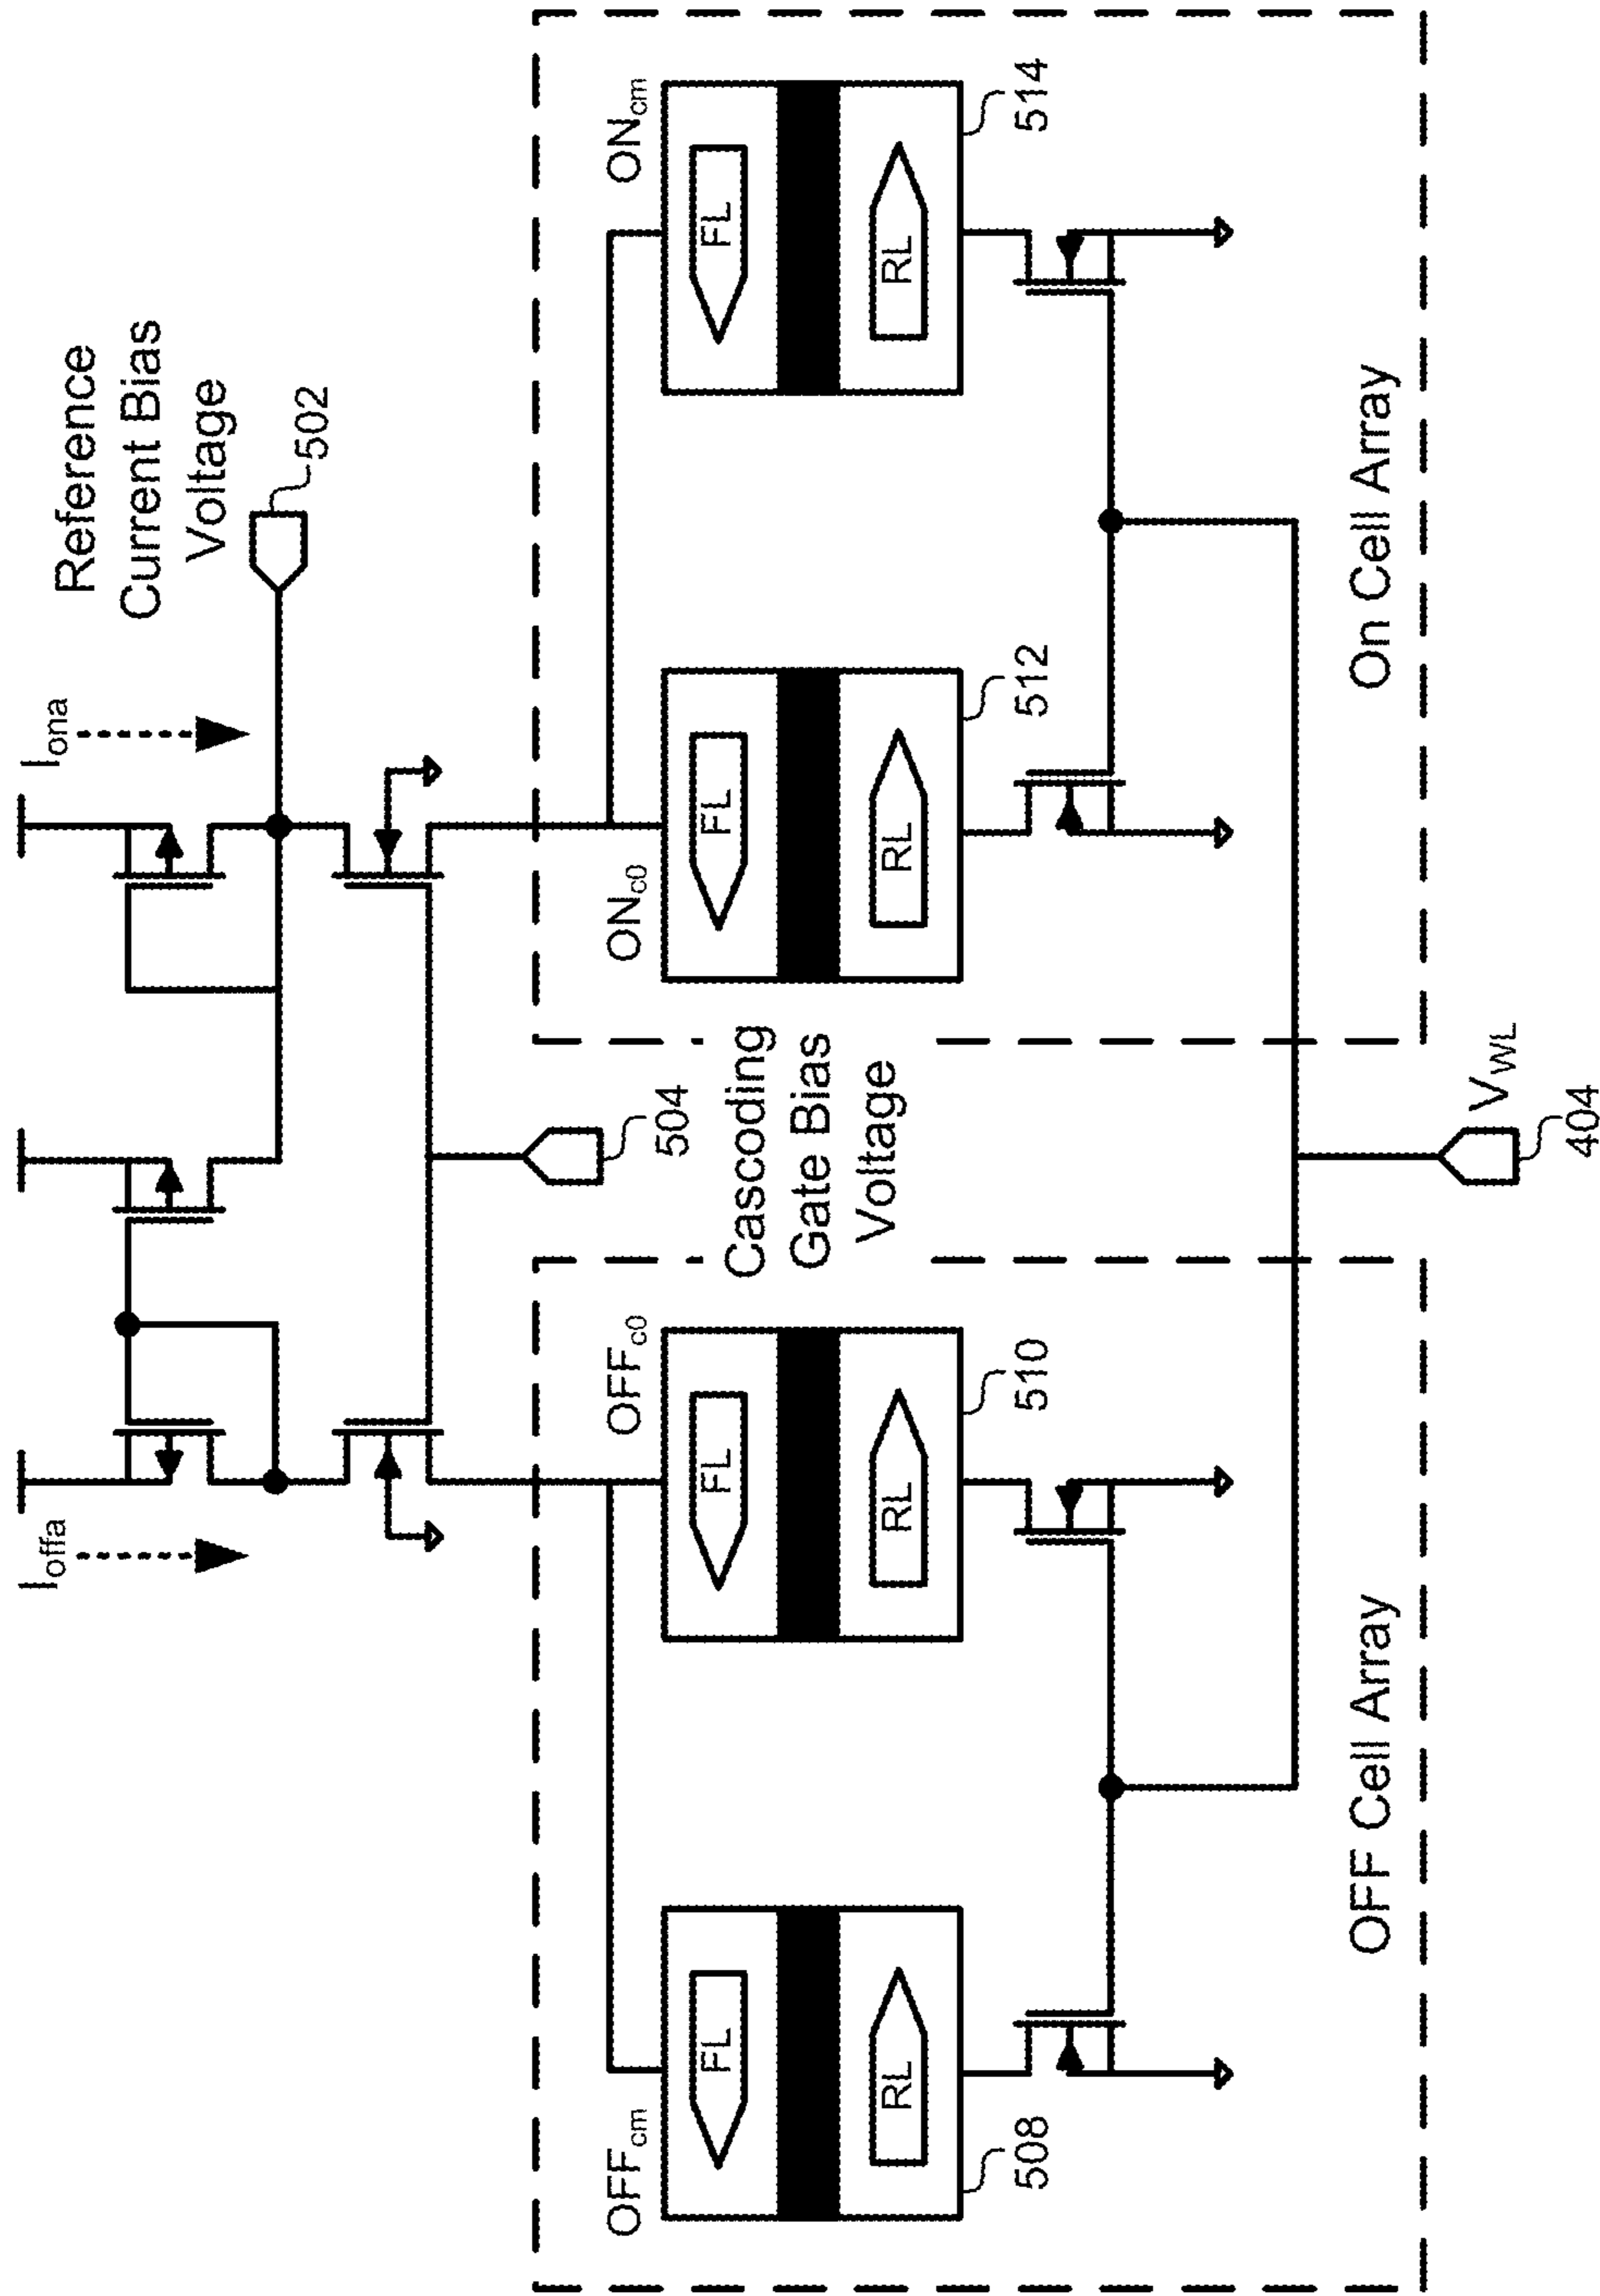 I_offa
I_ona
Reference
Current Bias
Voltage
502
OFF_cm
OFF_c0
ON_c0
ON_cm
504
FL
FL
FL
FL
Cascoding
Gate Bias
Voltage
RL
RL
RL
RL
508
510
512
514
OFF Cell Array
On Cell Array
V_WL
404